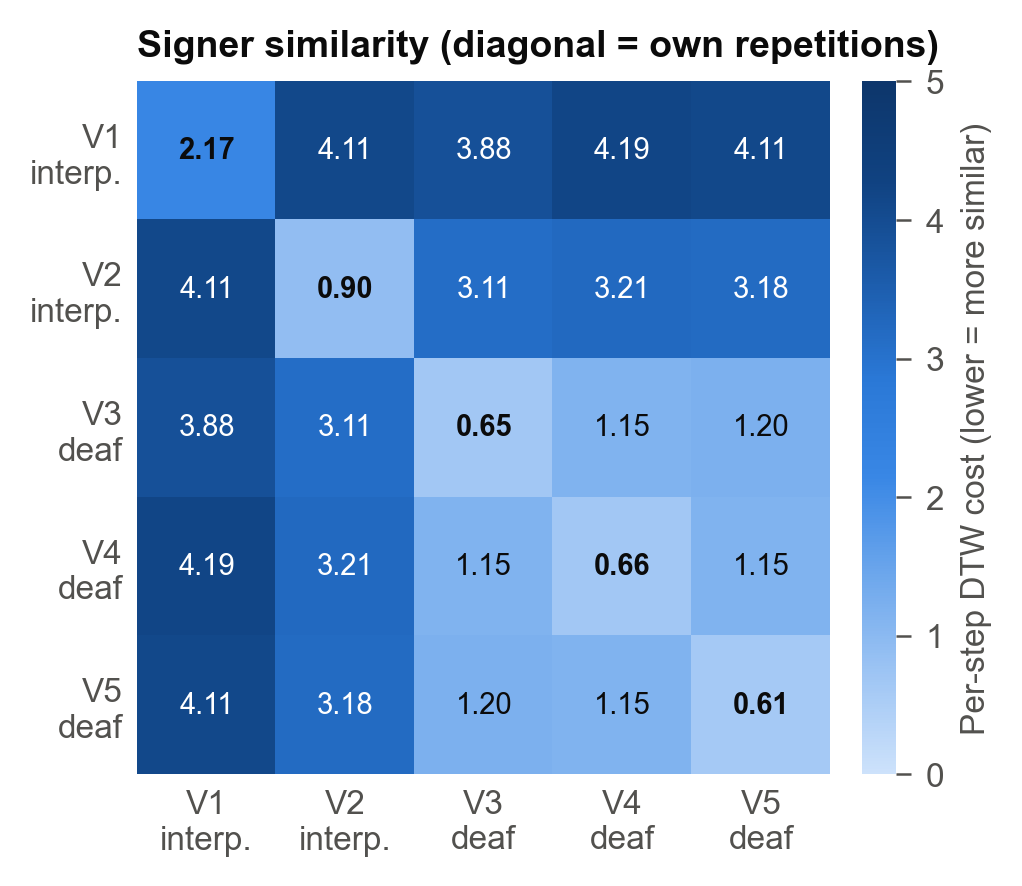 Signer similarity (diagonal = own repetitions)
V1
interp.
2.17 4.11 3.88 4.19 4.11
V2
interp.
4.11 0.90 3.11 3.21 3.18
V3
deaf
3.88 3.11 0.65 1.15 1.20
V4
deaf
4.19 3.21 1.15 0.66 1.15
V5
deaf
4.11 3.18 1.20 1.15 0.61
V1 V2 V3 V4 V5
interp. interp. deaf deaf deaf
5
4
3
2
1
0
Per-step DTW cost (lower = more similar)